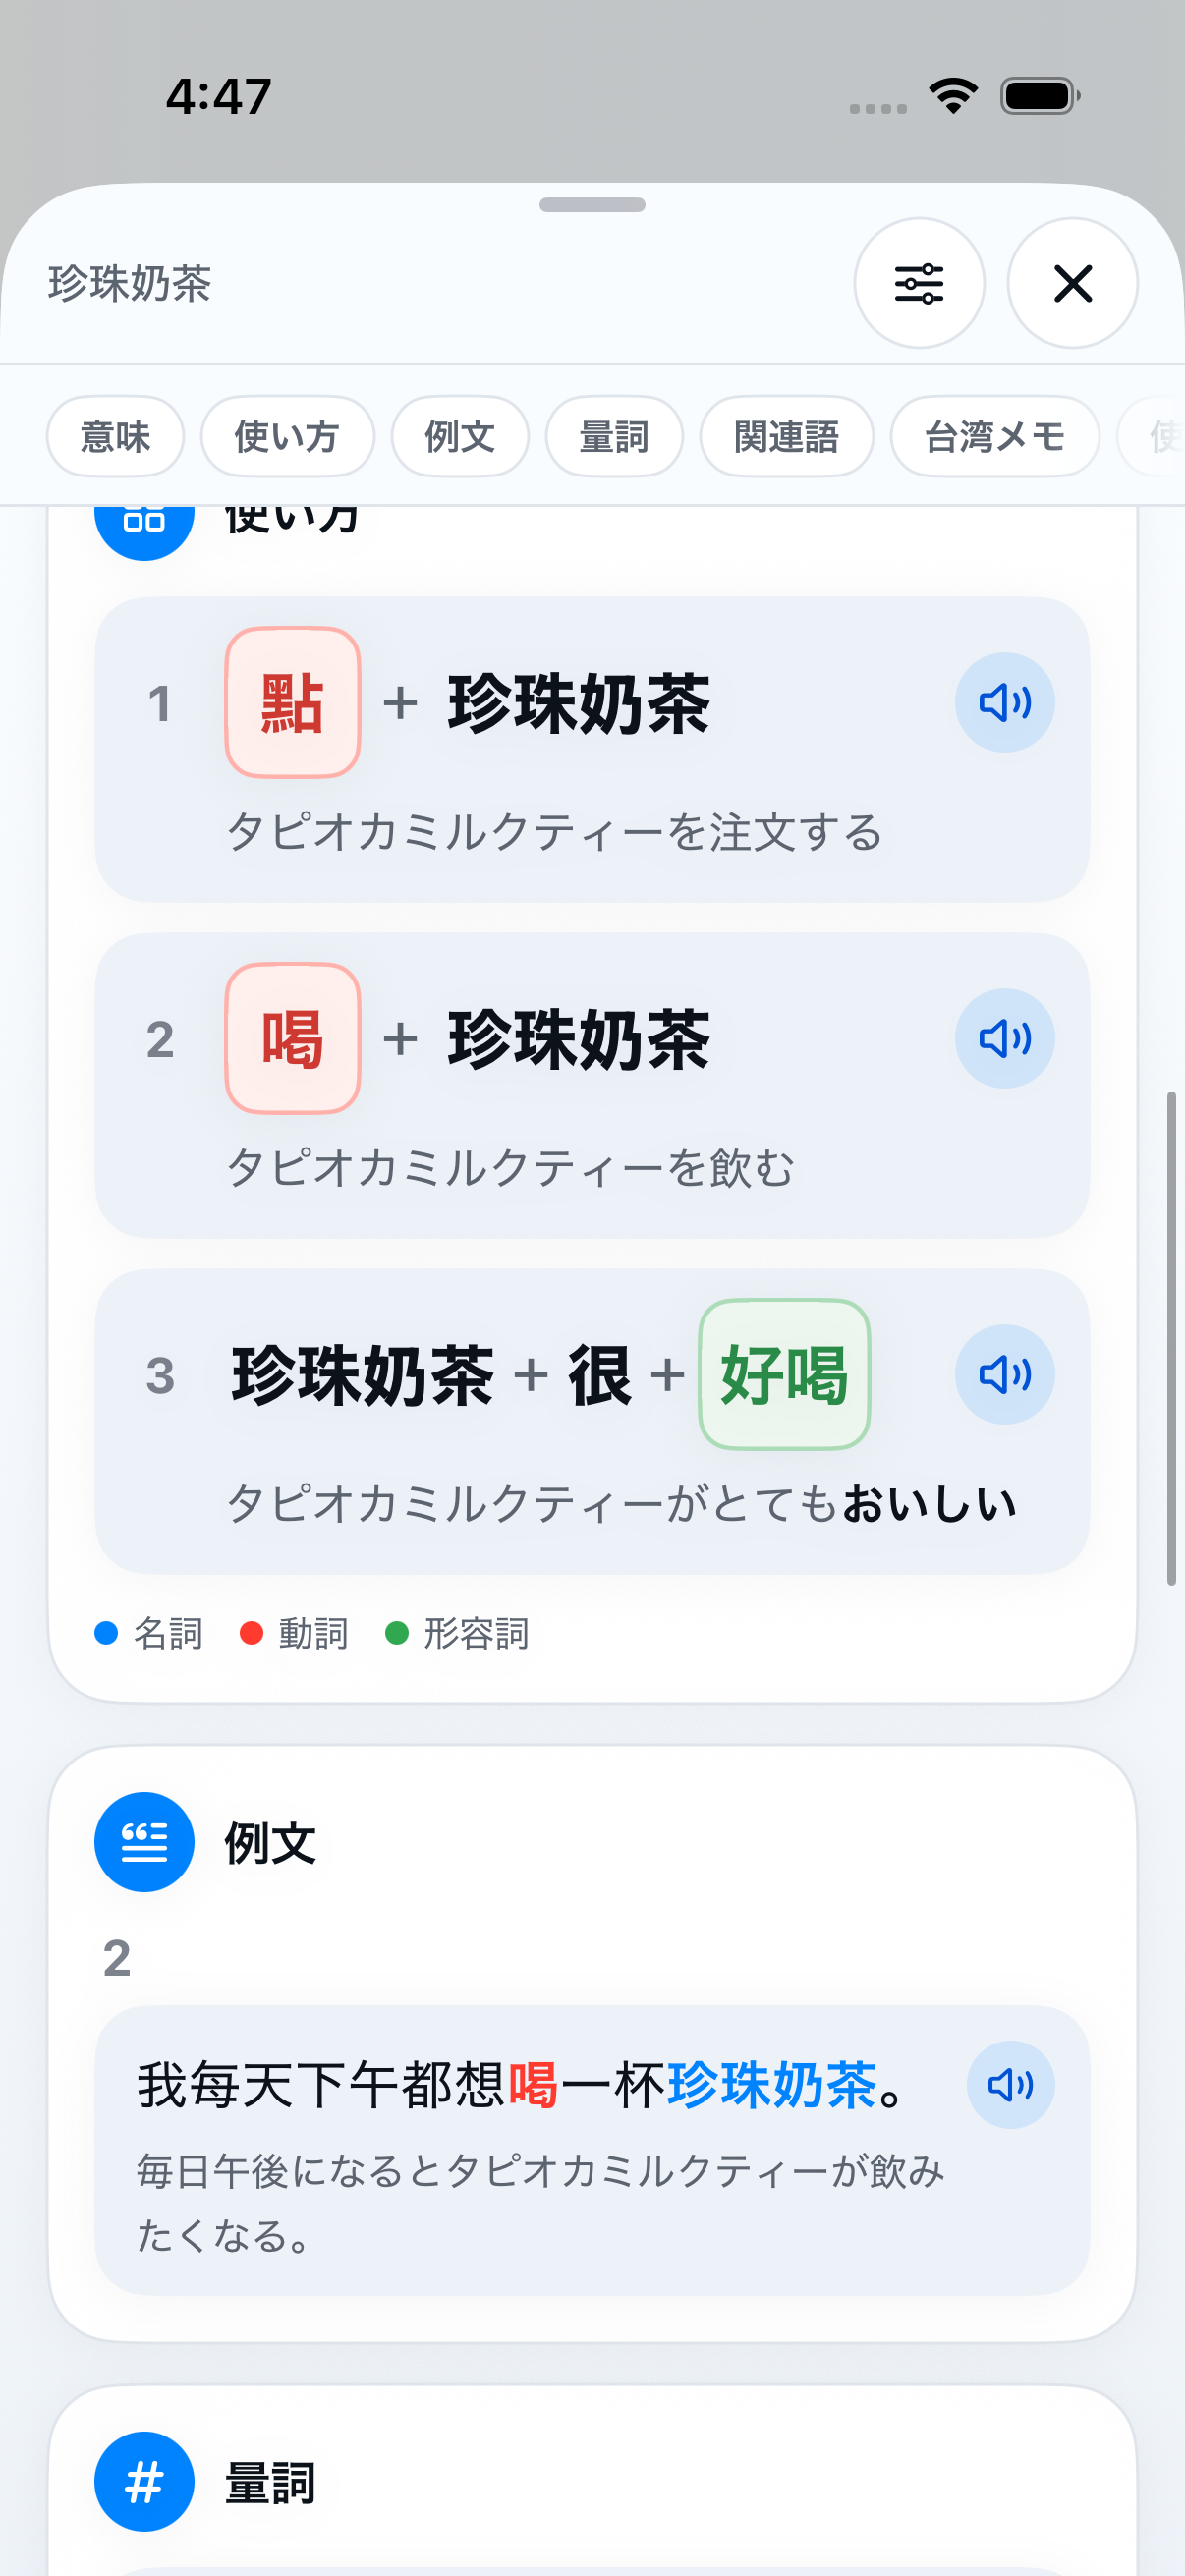 4:47
珍珠奶茶
意味 使い方 例文 量詞 関連語 台湾メモ 使
使い方
1 點 + 珍珠奶茶
タピオカミルクティーを注文する
2 喝 + 珍珠奶茶
タピオカミルクティーを飲む
3 珍珠奶茶 + 很 + 好喝
タピオカミルクティーがとてもおいしい
名詞 動詞 形容詞
例文
2
我每天下午都想喝一杯珍珠奶茶。
毎日午後になるとタピオカミルクティーが飲み
たくなる。
量詞